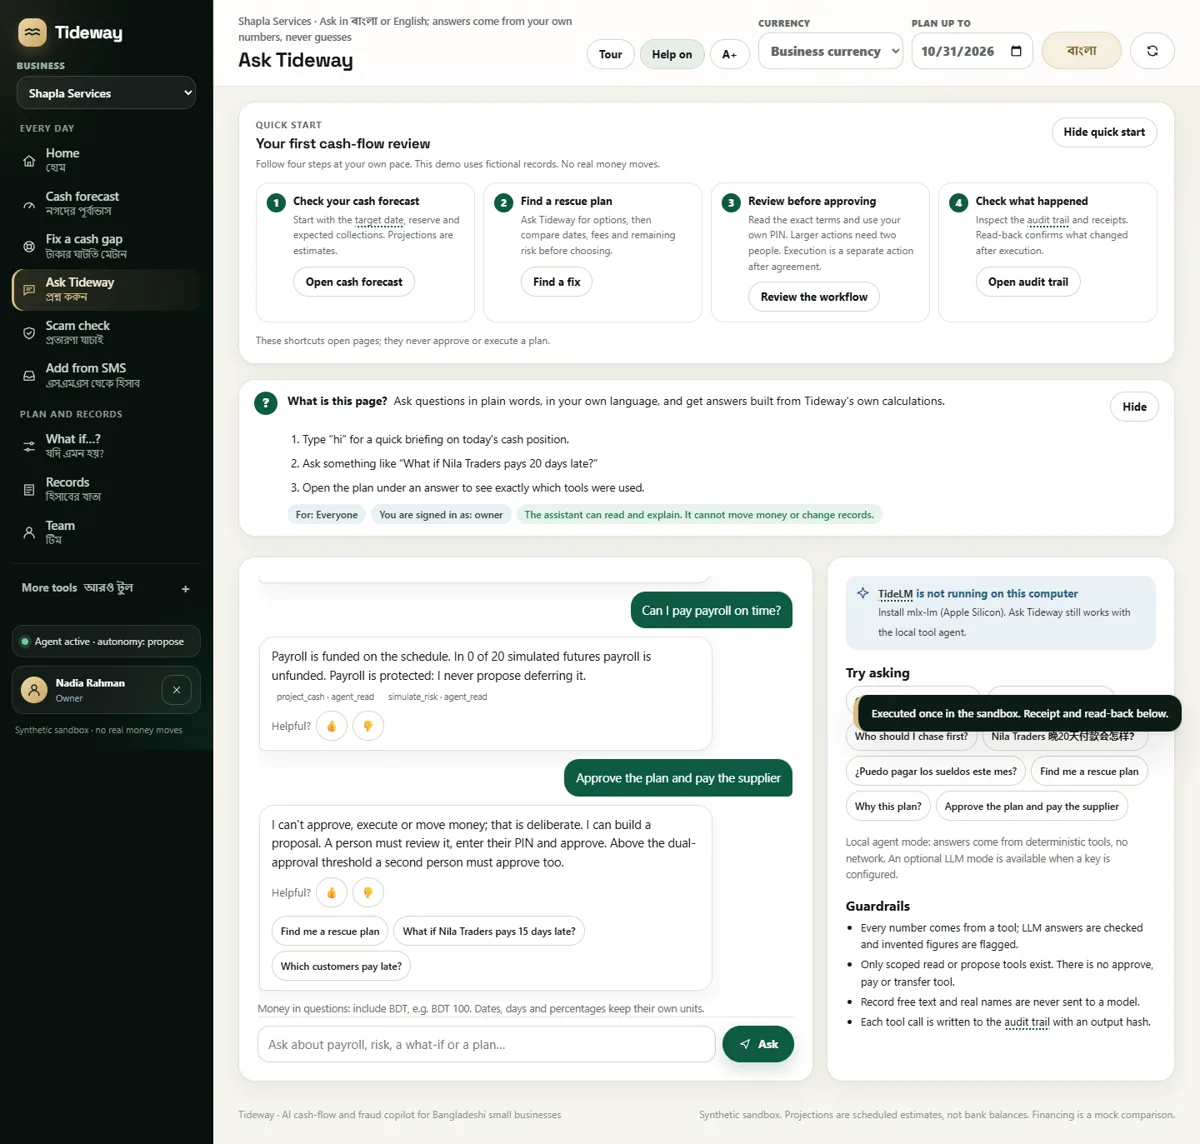 Tideway
BUSINESS
Shapla Services
EVERY DAY
Home
হোম
Cash forecast
নগদের পূর্বাভাস
Fix a cash gap
টাকার ঘাটতি মেটান
Ask Tideway
প্রশ্ন করুন
Scam check
প্রতারণা যাচাই
Add from SMS
এসএমএস থেকে হিসাব
PLAN AND RECORDS
What if...?
যদি এমন হয়?
Records
হিসাবের খাতা
Team
টিম
More tools আরও টুল +
Agent active · autonomy: propose
Nadia Rahman
Owner
Synthetic sandbox · no real money moves
Shapla Services · Ask in বাংলা or English; answers come from your own
numbers, never guesses
Ask Tideway
Tour
Help on
A+
CURRENCY
Business currency
PLAN UP TO
10/31/2026
বাংলা
QUICK START
Your first cash-flow review
Follow four steps at your own pace. This demo uses fictional records. No real money moves.
Hide quick start
1 Check your cash forecast
Start with the target date, reserve and
expected collections. Projections are
estimates.
Open cash forecast
2 Find a rescue plan
Ask Tideway for options, then
compare dates, fees and remaining
risk before choosing.
Find a fix
3 Review before approving
Read the exact terms and use your
own PIN. Larger actions need two
people. Execution is a separate action
after agreement.
Review the workflow
4 Check what happened
Inspect the audit trail and receipts.
Read-back confirms what changed
after execution.
Open audit trail
These shortcuts open pages; they never approve or execute a plan.
? What is this page? Ask questions in plain words, in your own language, and get answers built from Tideway's own calculations.
Hide
1. Type "hi" for a quick briefing on today's cash position.
2. Ask something like "What if Nila Traders pays 20 days late?"
3. Open the plan under an answer to see exactly which tools were used.
For: Everyone
You are signed in as: owner
The assistant can read and explain. It cannot move money or change records.
Can I pay payroll on time?
Payroll is funded on the schedule. In 0 of 20 simulated futures payroll is
unfunded. Payroll is protected: I never propose deferring it.
project_cash · agent_read simulate_risk · agent_read
Helpful? 👍 👎
Approve the plan and pay the supplier
I can't approve, execute or move money; that is deliberate. I can build a
proposal. A person must review it, enter their PIN and approve. Above the dual-
approval threshold a second person must approve too.
Helpful? 👍 👎
Find me a rescue plan
What if Nila Traders pays 15 days late?
Which customers pay late?
Money in questions: include BDT, e.g. BDT 100. Dates, days and percentages keep their own units.
Ask about payroll, risk, a what-if or a plan...
Ask
TideLM is not running on this computer
Install mlx-lm (Apple Silicon). Ask Tideway still works with
the local tool agent.
Try asking
Executed once in the sandbox. Receipt and read-back below.
Who should I chase first?
Nila Traders 晚20天付款会怎样?
¿Puedo pagar los sueldos este mes?
Find me a rescue plan
Why this plan?
Approve the plan and pay the supplier
Local agent mode: answers come from deterministic tools, no
network. An optional LLM mode is available when a key is
configured.
Guardrails
• Every number comes from a tool; LLM answers are checked
and invented figures are flagged.
• Only scoped read or propose tools exist. There is no approve,
pay or transfer tool.
• Record free text and real names are never sent to a model.
• Each tool call is written to the audit trail with an output hash.
Tideway · AI cash-flow and fraud copilot for Bangladeshi small businesses
Synthetic sandbox. Projections are scheduled estimates, not bank balances. Financing is a mock comparison.